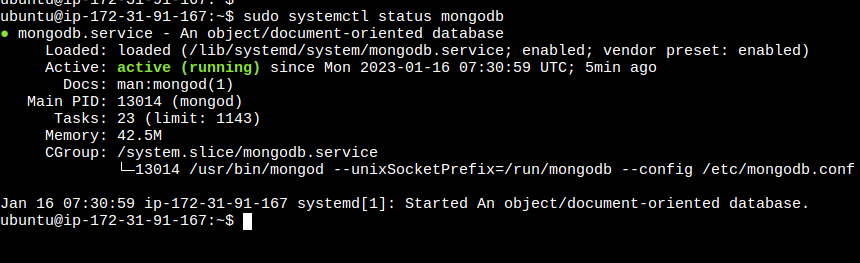 ubuntu@ip-172-31-91-167:~$
ubuntu@ip-172-31-91-167:~$ sudo systemctl status mongodb
● mongodb.service - An object/document-oriented database
     Loaded: loaded (/lib/systemd/system/mongodb.service; enabled; vendor preset: enabled)
     Active: active (running) since Mon 2023-01-16 07:30:59 UTC; 5min ago
       Docs: man:mongod(1)
   Main PID: 13014 (mongod)
      Tasks: 23 (limit: 1143)
     Memory: 42.5M
     CGroup: /system.slice/mongodb.service
             └─13014 /usr/bin/mongod --unixSocketPrefix=/run/mongodb --config /etc/mongodb.conf
Jan 16 07:30:59 ip-172-31-91-167 systemd[1]: Started An object/document-oriented database.
ubuntu@ip-172-31-91-167:~$